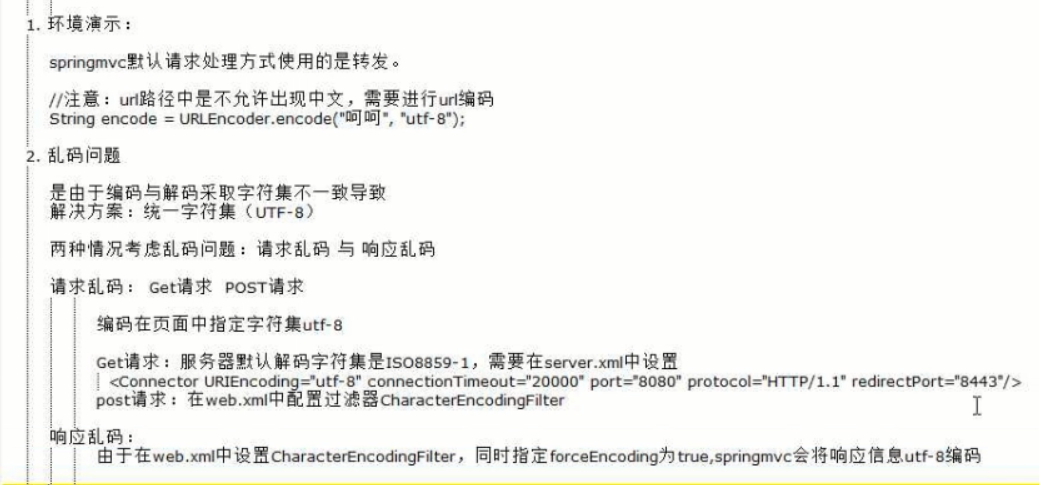 1. 环境演示：
springmvc默认请求处理方式使用的是转发。
//注意：url路径中是不允许出现中文，需要进行url编码
String encode = URLEncoder.encode("呵呵", "utf-8");
2. 乱码问题
是由于编码与解码采取字符集不一致导致
解决方案：统一字符集（UTF-8）
两种情况考虑乱码问题：请求乱码 与 响应乱码
请求乱码： Get请求 POST请求
编码在页面中指定字符集utf-8
Get请求：服务器默认解码字符集是ISO8859-1，需要在server.xml中设置
<Connector URIEncoding="utf-8" connectionTimeout="20000" port="8080" protocol="HTTP/1.1" redirectPort="8443"/>
post请求：在web.xml中配置过滤器CharacterEncodingFilter
响应乱码：
由于在web.xml中设置CharacterEncodingFilter，同时指定forceEncoding为true,springmvc会将响应信息utf-8编码